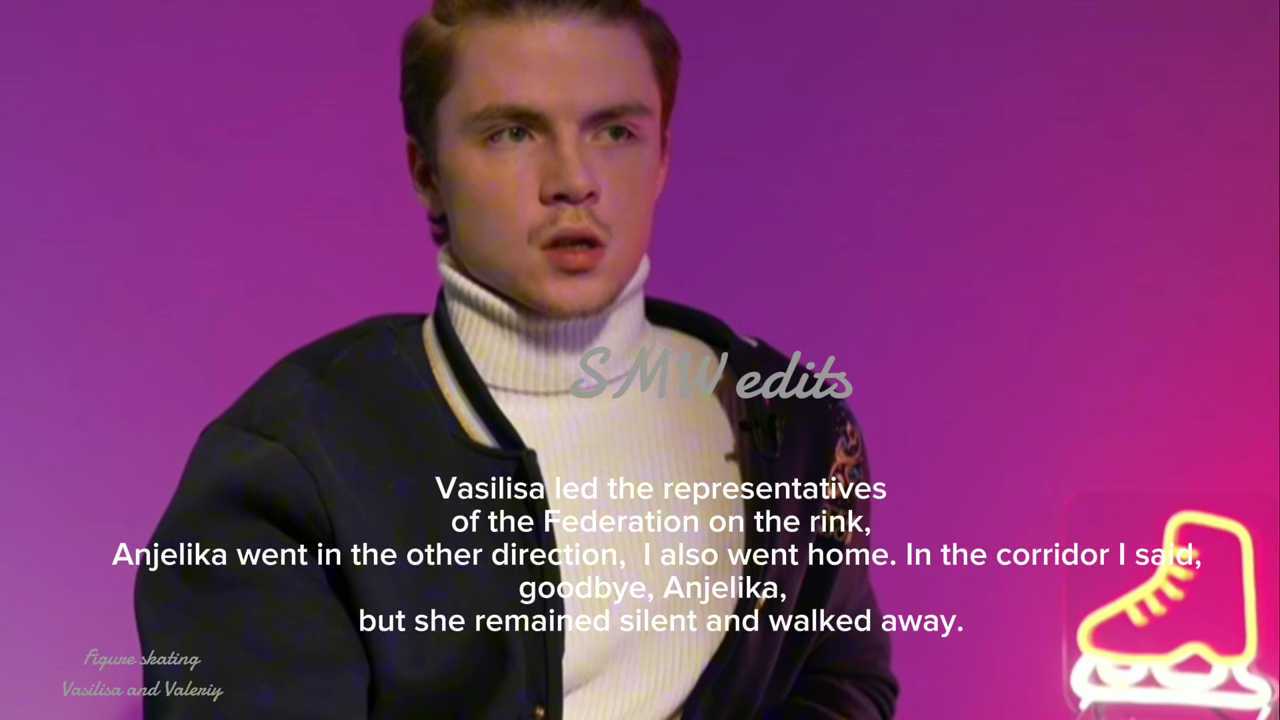 SMW edits
Vasilisa led the representatives
of the Federation on the rink,
Anjelika went in the other direction,  I also went home. In the corridor I said,
goodbye, Anjelika,
but she remained silent and walked away.
Figure skating
Vasilisa and Valeriy